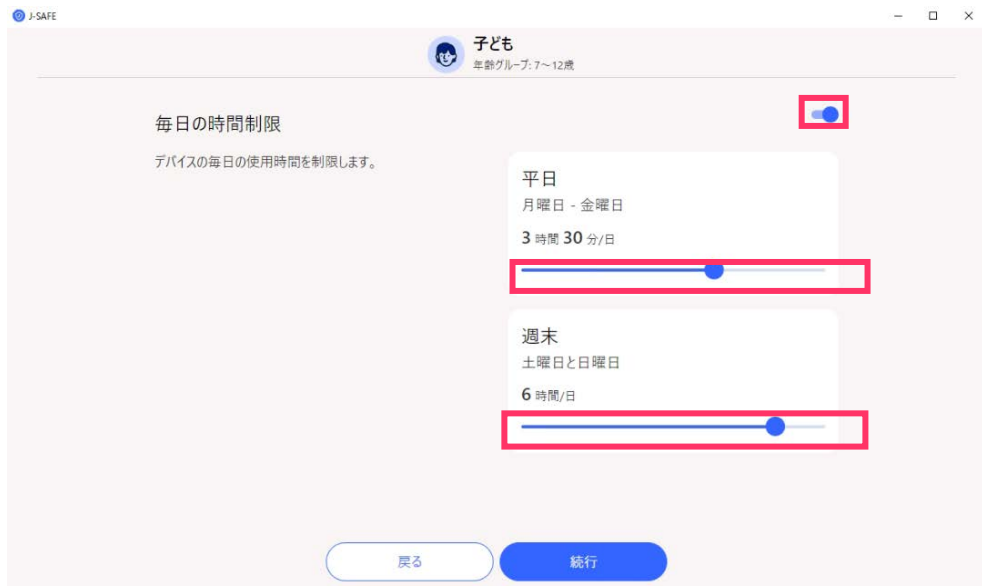 J-SAFE
子ども
年齢グループ: 7～12歳
毎日の時間制限
デバイスの毎日の使用時間を制限します。
平日
月曜日 - 金曜日
3 時間 30 分/日
週末
土曜日と日曜日
6 時間/日
戻る
続行